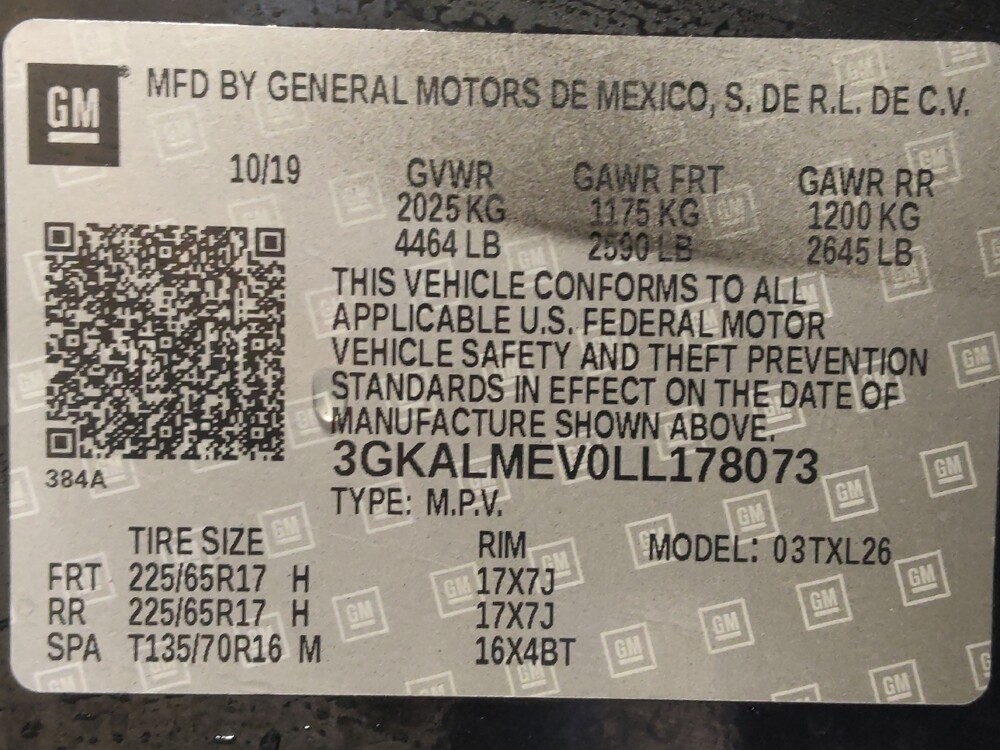 GM ® MFD BY GENERAL MOTORS DE MEXICO, S. DE R.L. DE C.V.
10/19 GVWR GAWR FRT GAWR RR
2025 KG 1175 KG 1200 KG
4464 LB 2590 LB 2645 LB
THIS VEHICLE CONFORMS TO ALL
APPLICABLE U.S. FEDERAL MOTOR
VEHICLE SAFETY AND THEFT PREVENTION
STANDARDS IN EFFECT ON THE DATE OF
MANUFACTURE SHOWN ABOVE.
3GKALMEV0LL178073
384A
TYPE: M.P.V.
TIRE SIZE RIM MODEL: 03TXL26
FRT 225/65R17 H 17X7J
RR 225/65R17 H 17X7J
SPA T135/70R16 M 16X4BT